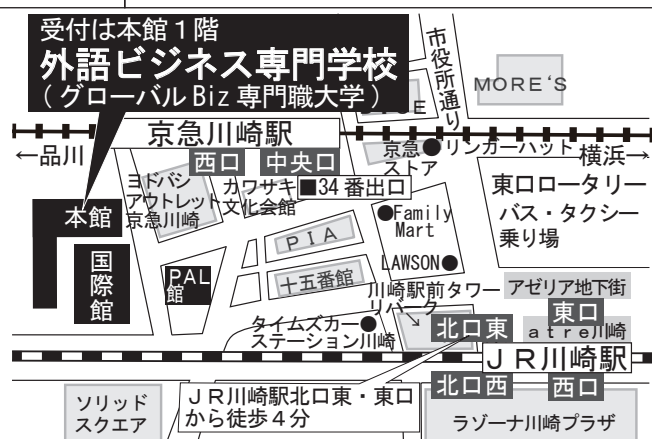 受付は本館1階
外語ビジネス専門学校
(グローバルBiz専門職大学)
市役所通り
MORE'S
京急川崎駅
西口
中央口
京急
ストア
リンガーハット
横浜→
←品川
ヨドバシ
アウトレット
京急川崎
カワサキ
文化会館
■34番出口
東口ロータリー
バス・タクシー
乗り場
本館
国際館
PAL
館
PIA
十五番館
●Family
Mart
LAWSON●
川崎駅前タワー
リバーク
アゼリア地下街
東口
atre川崎
タイムズカー●
ステーション川崎
北口東
JR川崎駅
北口西
西口
ソリッド
スクエア
JR川崎駅北口東・東口
から徒歩4分
ラゾーナ川崎プラザ